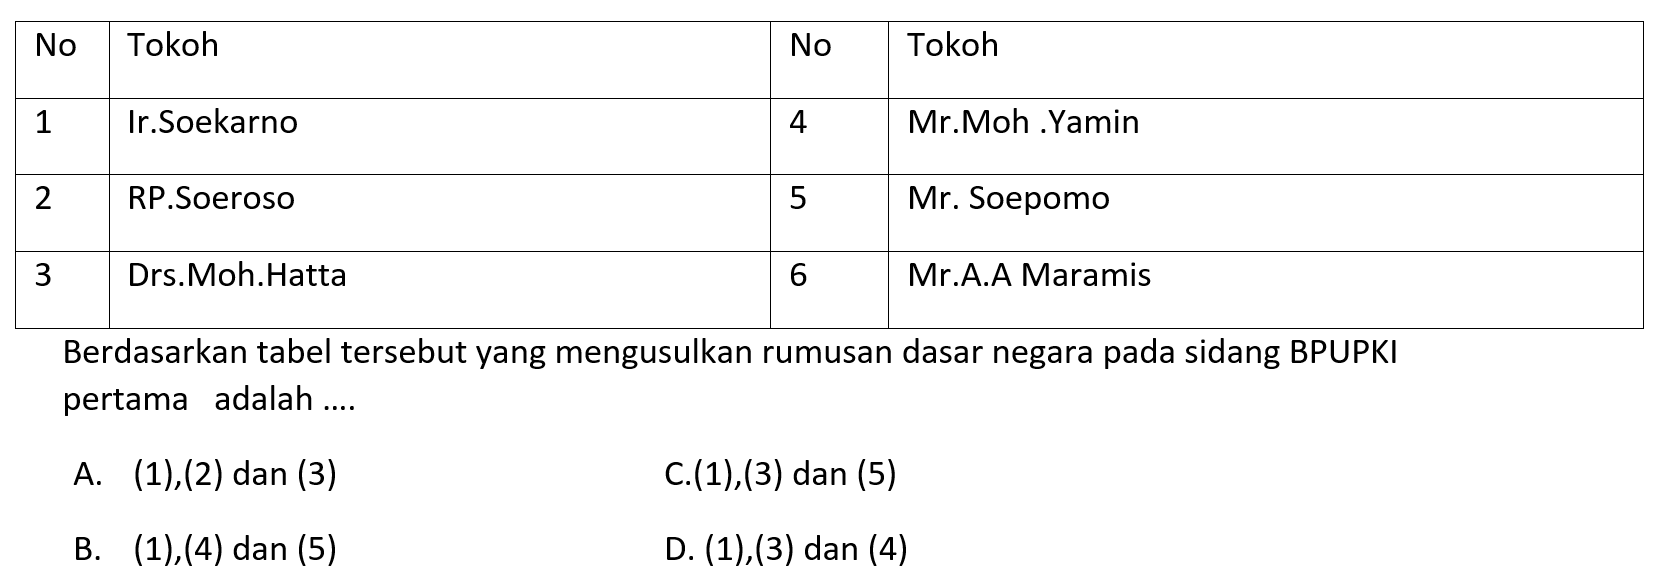 No Tokoh No Tokoh
1 Ir.Soekarno 4 Mr.Moh .Yamin
2 RP.Soeroso 5 Mr. Soepomo
3 Drs.Moh.Hatta 6 Mr.A.A Maramis
Berdasarkan tabel tersebut yang mengusulkan rumusan dasar negara pada sidang BPUPKI
pertama adalah ....
A. (1),(2) dan (3) C.(1),(3) dan (5)
B. (1),(4) dan (5) D. (1),(3) dan (4)